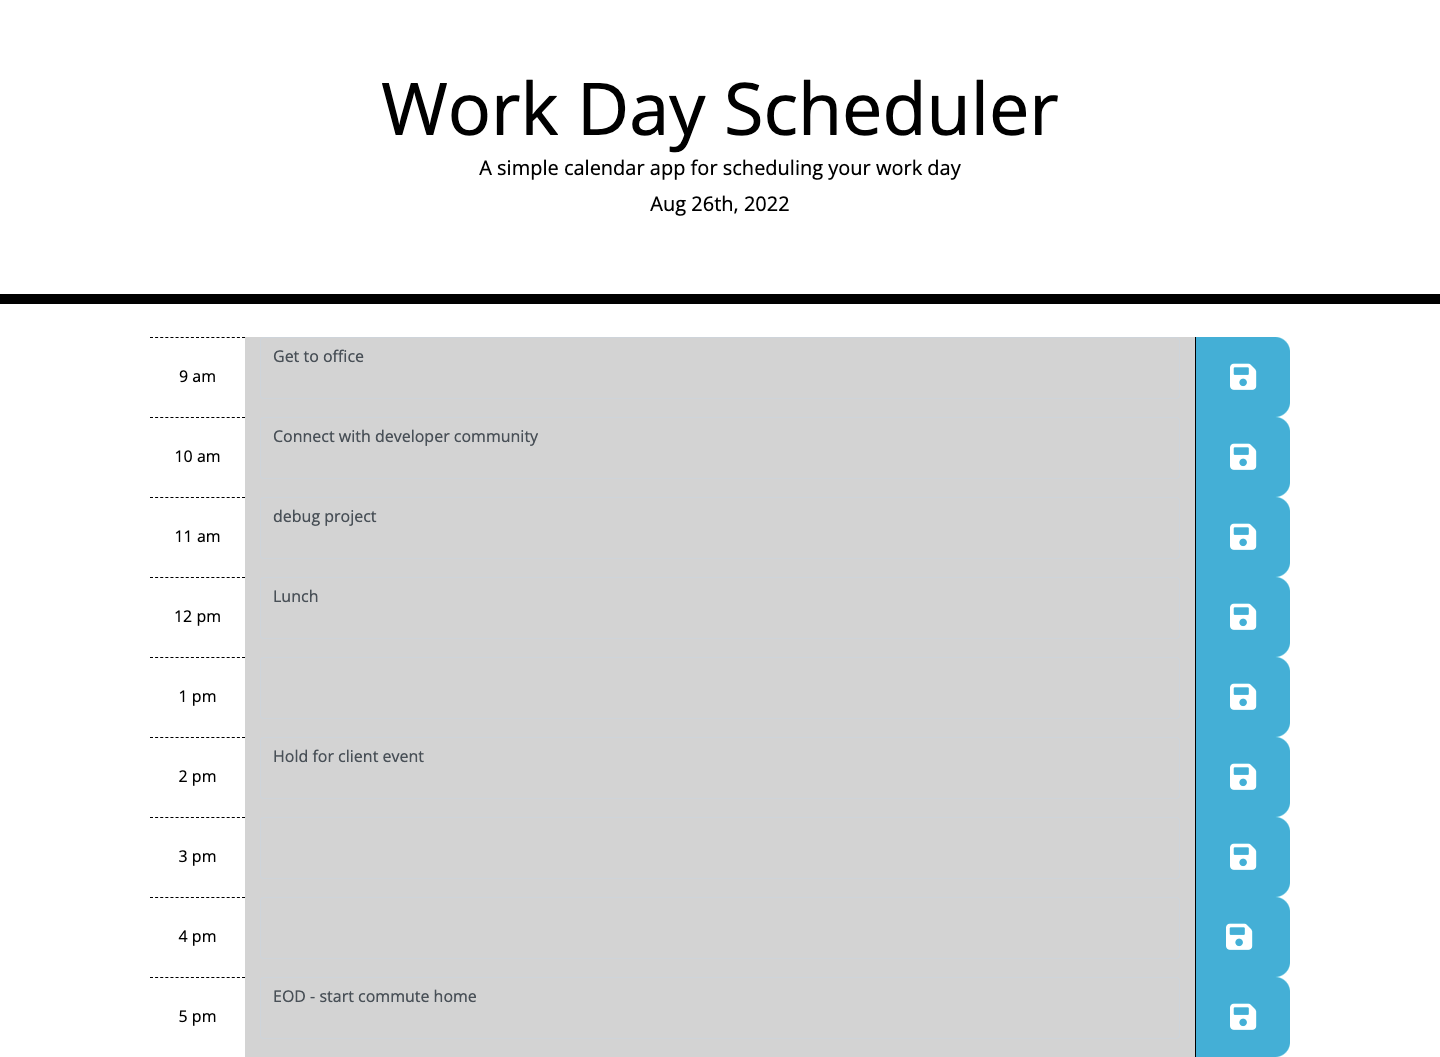 Work Day Scheduler
A simple calendar app for scheduling your work day
Aug 26th, 2022
9 am
Get to office
10 am
Connect with developer community
11 am
debug project
12 pm
Lunch
1 pm
2 pm
Hold for client event
3 pm
4 pm
5 pm
EOD - start commute home